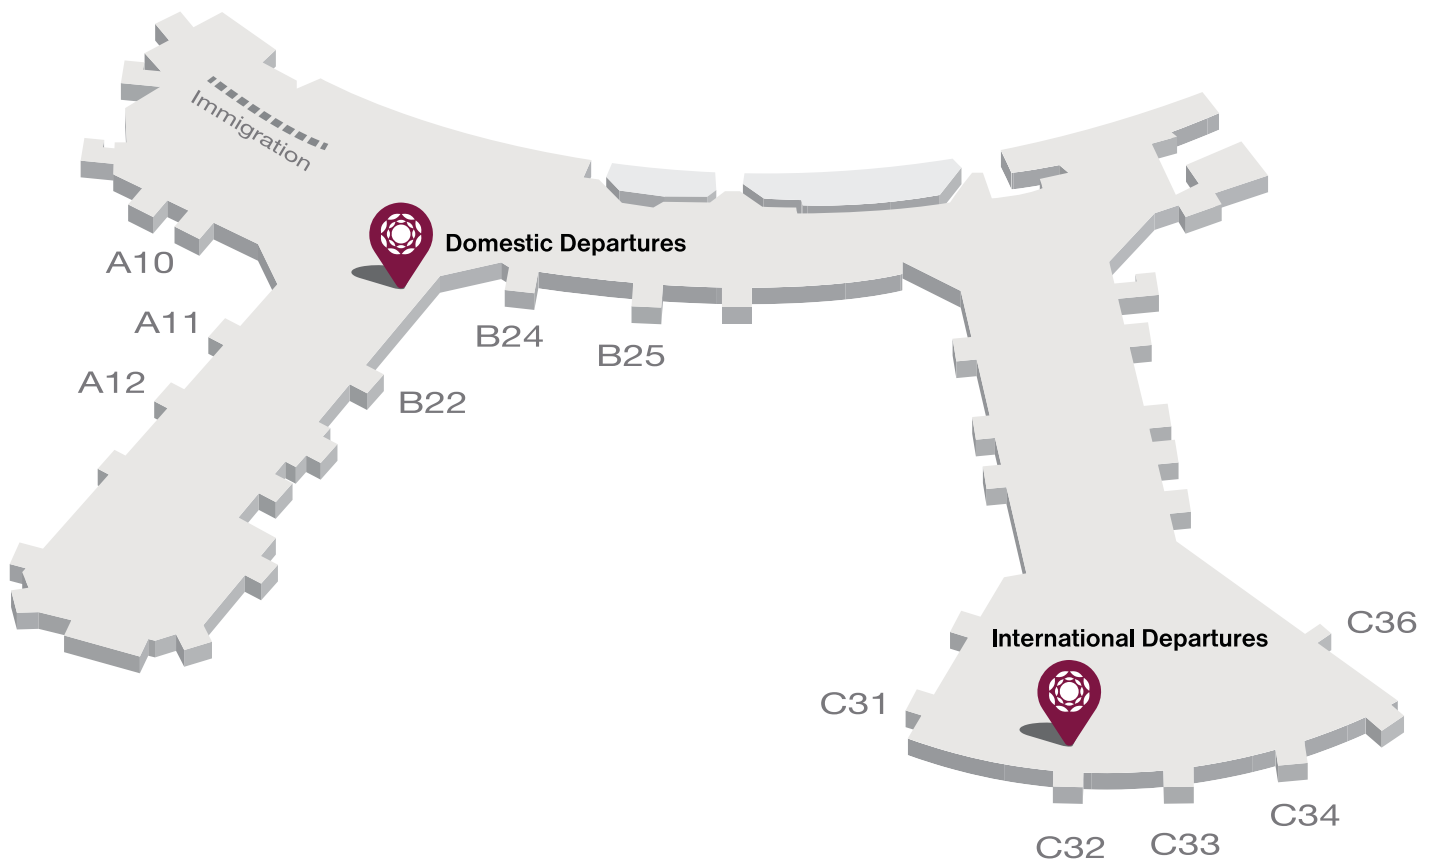 Immigration
Domestic Departures
A10
A11
A12
B24
B25
B22
International Departures
C36
C31
C34
C32
C33